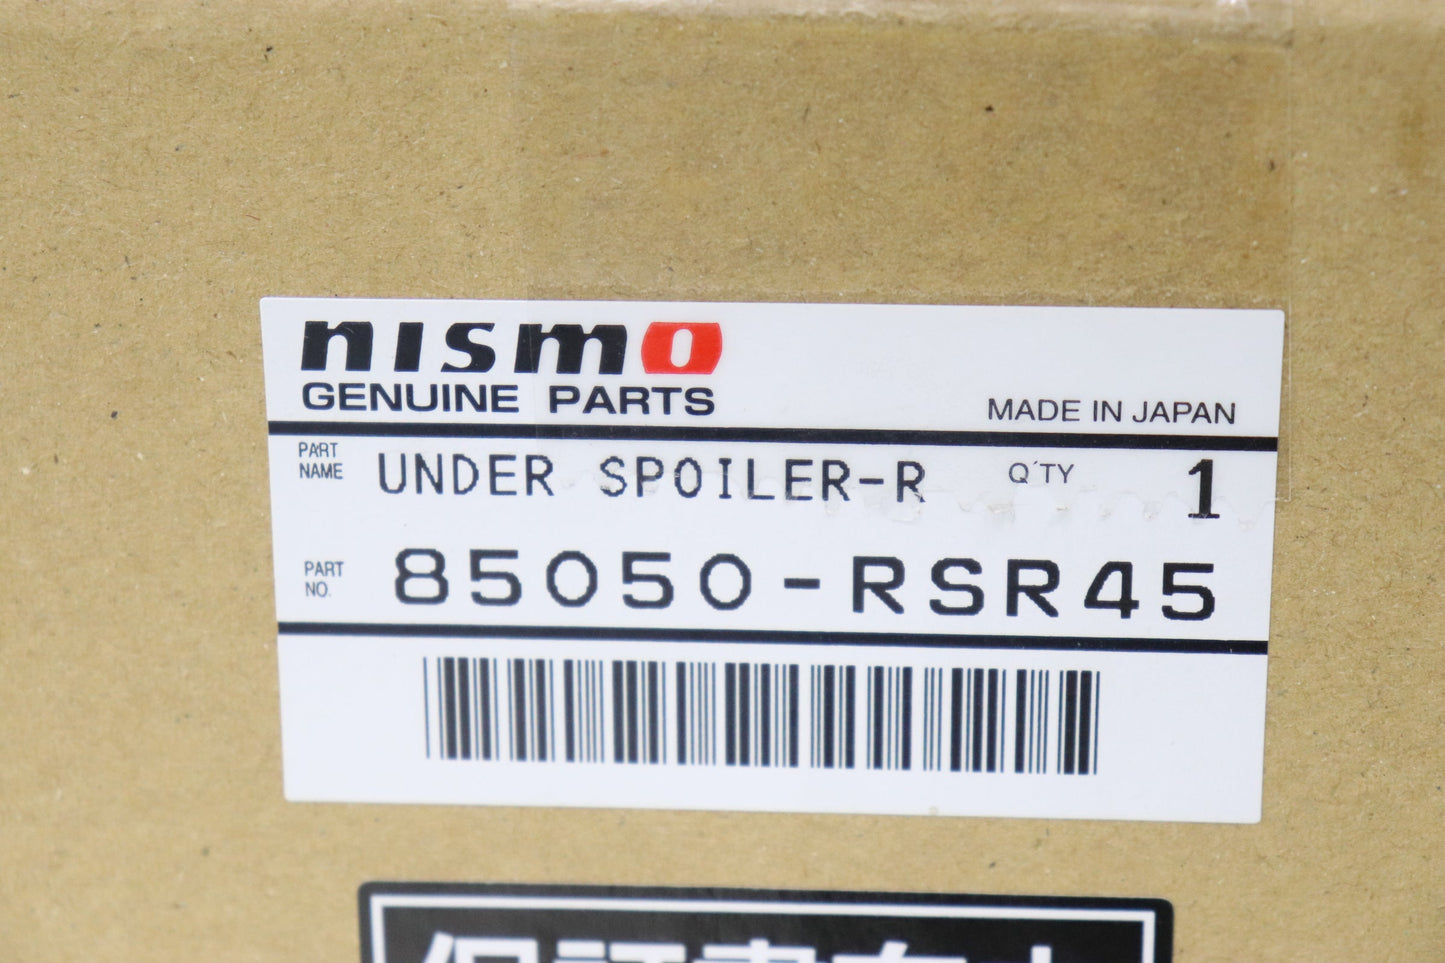 nismo
GENUINE PARTS
MADE IN JAPAN
PART NAME UNDER SPOILER-R Q'TY 1
PART NO. 85050-RSR45